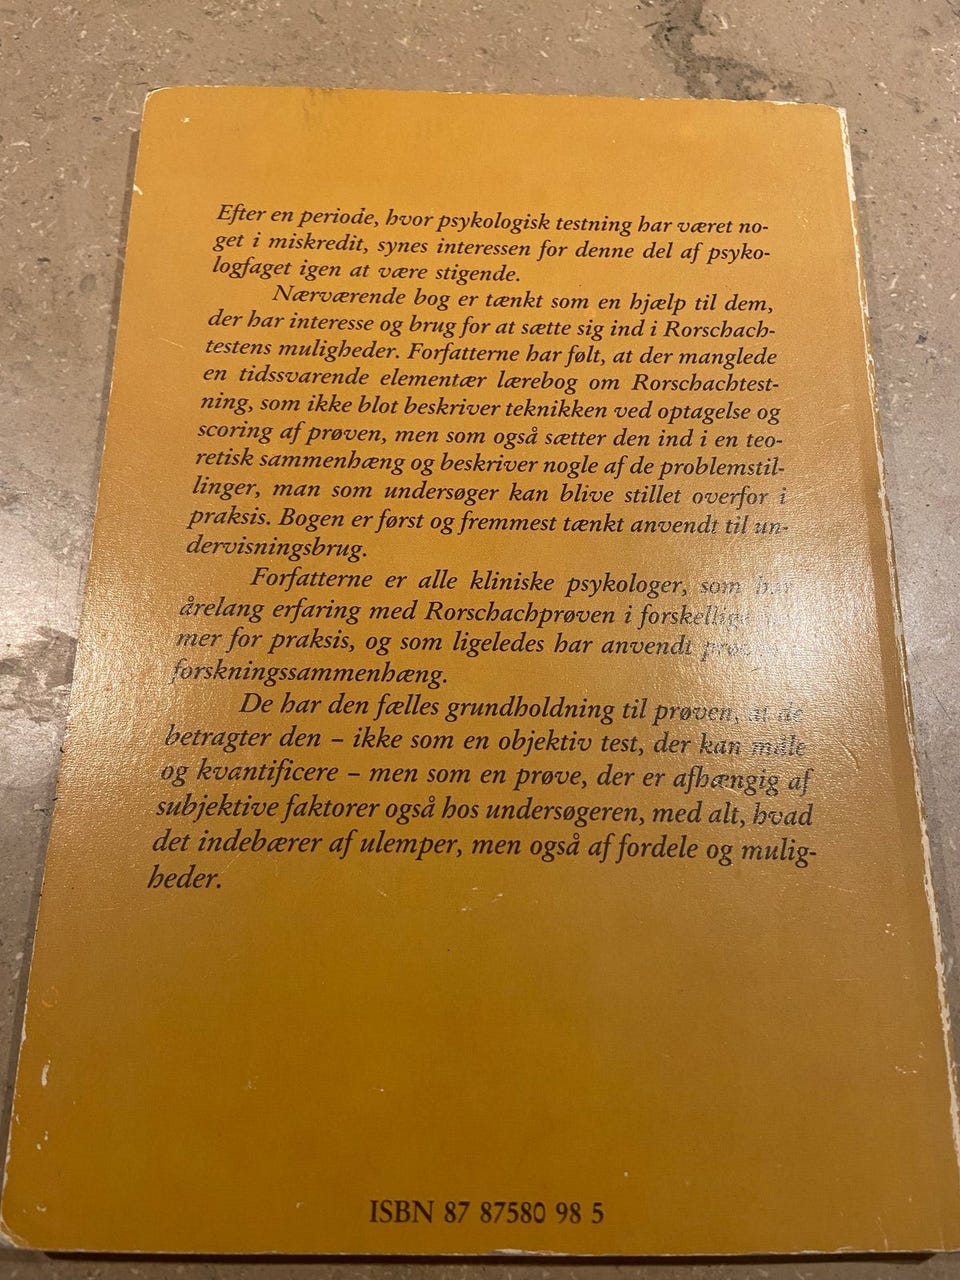 Efter en periode, hvor psykologisk testning har været no-
get i miskredit, synes interessen for denne del af psyko-
logfaget igen at være stigende.
Nærværende bog er tænkt som en hjælp til dem,
der har interesse og brug for at sætte sig ind i Rorschach-
testens muligheder. Forfatterne har følt, at der manglede
en tidssvarende elementær lærebog om Rorschachtest-
ning, som ikke blot beskriver teknikken ved optagelse og
scoring af prøven, men som også sætter den ind i en teo-
retisk sammenhæng og beskriver nogle af de problemstil-
linger, man som undersøger kan blive stillet overfor i
praksis. Bogen er først og fremmest tænkt anvendt til un-
dervisningsbrug.
Forfatterne er alle kliniske psykologer, som har
årelang erfaring med Rorschachprøven i forskellige
mer for praksis, og som ligeledes har anvendt
forskningssammenhæng.
De har den fælles grundholdning til prøven, at de
betragter den – ikke som en objektiv test, der kan måle
og kvantificere – men som en prøve, der er afhængig af
subjektive faktorer også hos undersøgeren, med alt, hvad
det indebærer af ulemper, men også af fordele og mulig-
heder.
ISBN 87 87580 98 5